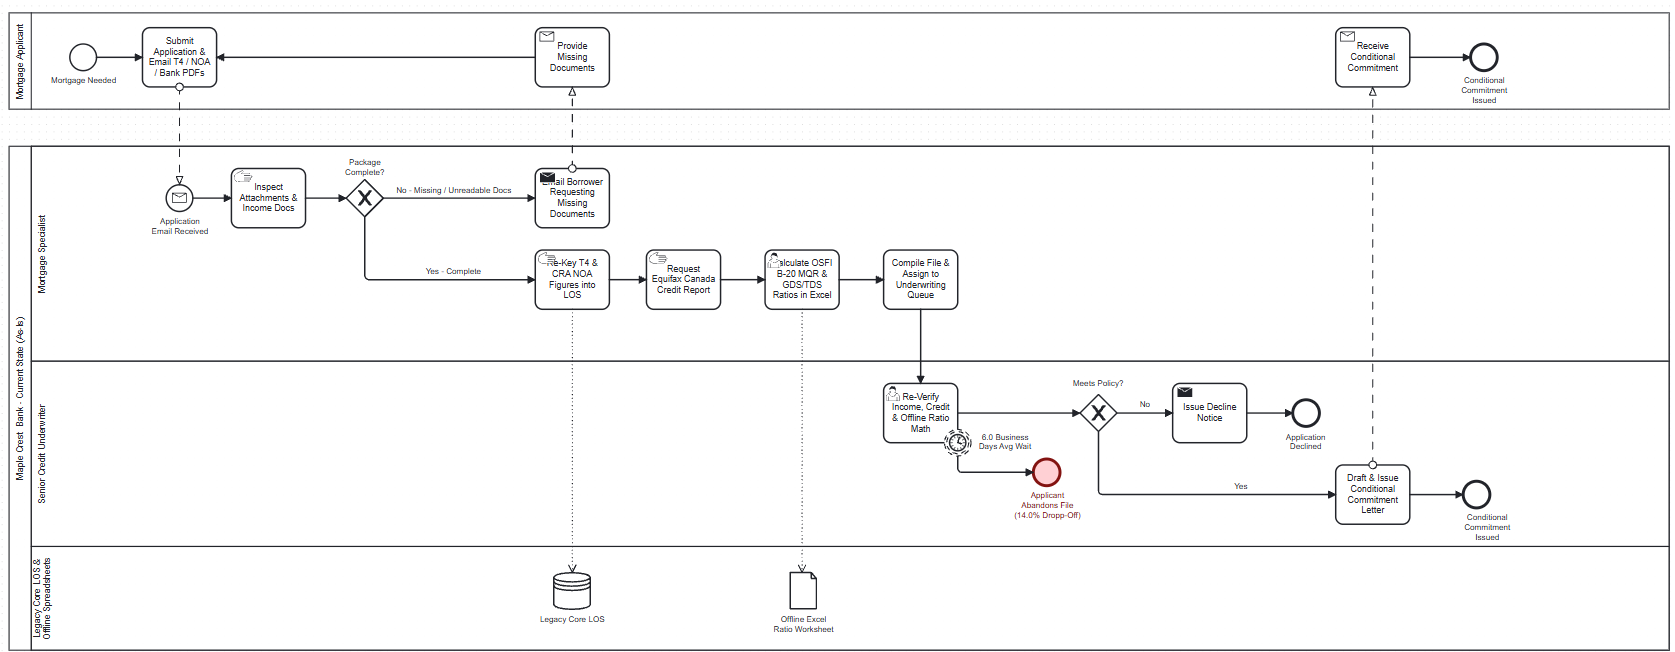 Mortgage Applicant
Mortgage Needed
Submit
Application &
Email T4 / NOA
/ Bank PDFs
Provide
Missing
Documents
Receive
Conditional
Commitment
Conditional
Commitment
Issued
Maple Crest Bank - Current State (As-Is)
Mortgage Specialist
Application
Email Received
Inspect
Attachments &
Income Docs
Package
Complete?
No - Missing / Unreadable Docs
Email Borrower
Requesting
Missing
Documents
Yes - Complete
Re-Key T4 &
CRA NOA
Figures into
LOS
Request
Equifax Canada
Credit Report
Calculate OSFI
B-20 MQR &
GDS/TDS
Ratios in Excel
Compile File &
Assign to
Underwriting
Queue
Senior Credit Underwriter
Re-Verify
Income, Credit
& Offline Ratio
Math
6.0 Business
Days Avg Wait
Applicant
Abandons File
(14.0% Dropp-Off)
Meets Policy?
No
Issue Decline
Notice
Application
Declined
Yes
Draft & Issue
Conditional
Commitment
Letter
Conditional
Commitment
Issued
Legacy Core LOS &
Offline Spreadsheets
Legacy Core LOS
Offline Excel
Ratio Worksheet